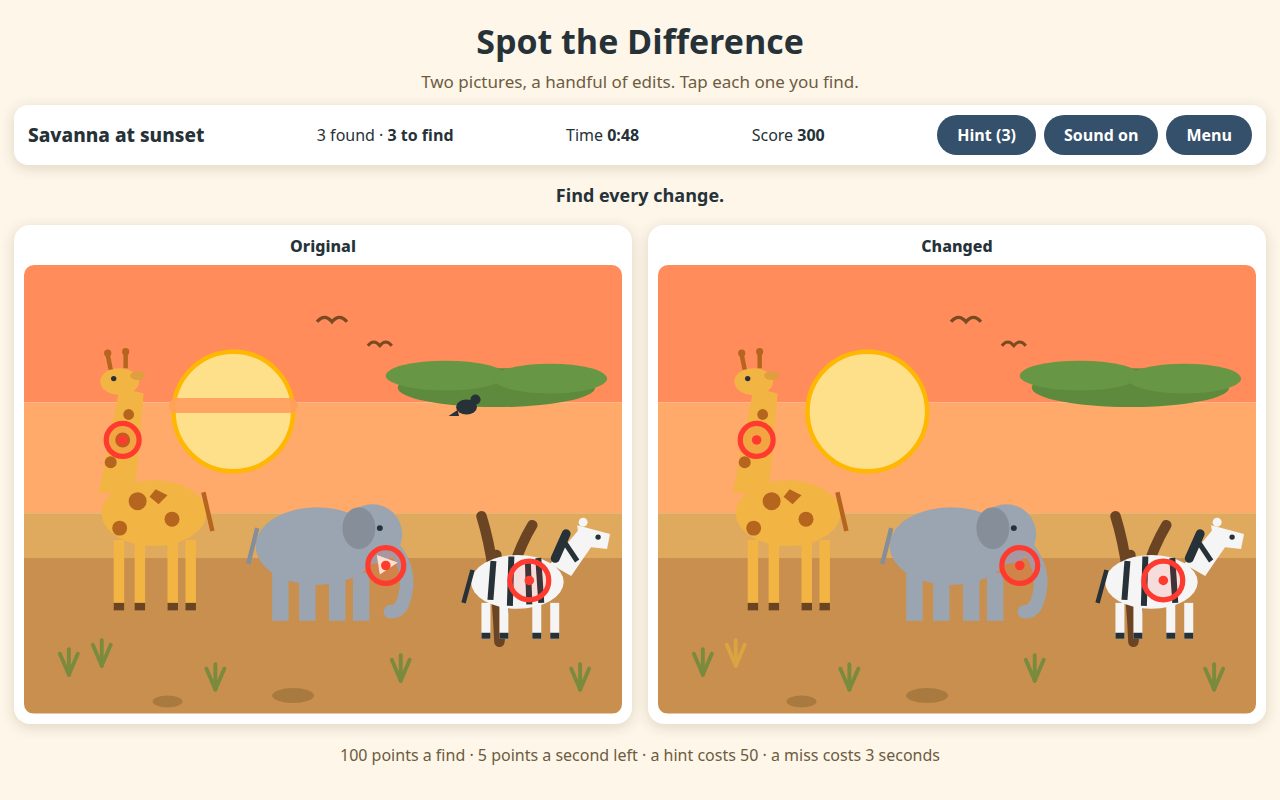 Spot the Difference
Two pictures, a handful of edits. Tap each one you find.
Savanna at sunset
3 found · 3 to find
Time 0:48
Score 300
Hint (3)
Sound on
Menu
Find every change.
Original
Changed
100 points a find · 5 points a second left · a hint costs 50 · a miss costs 3 seconds